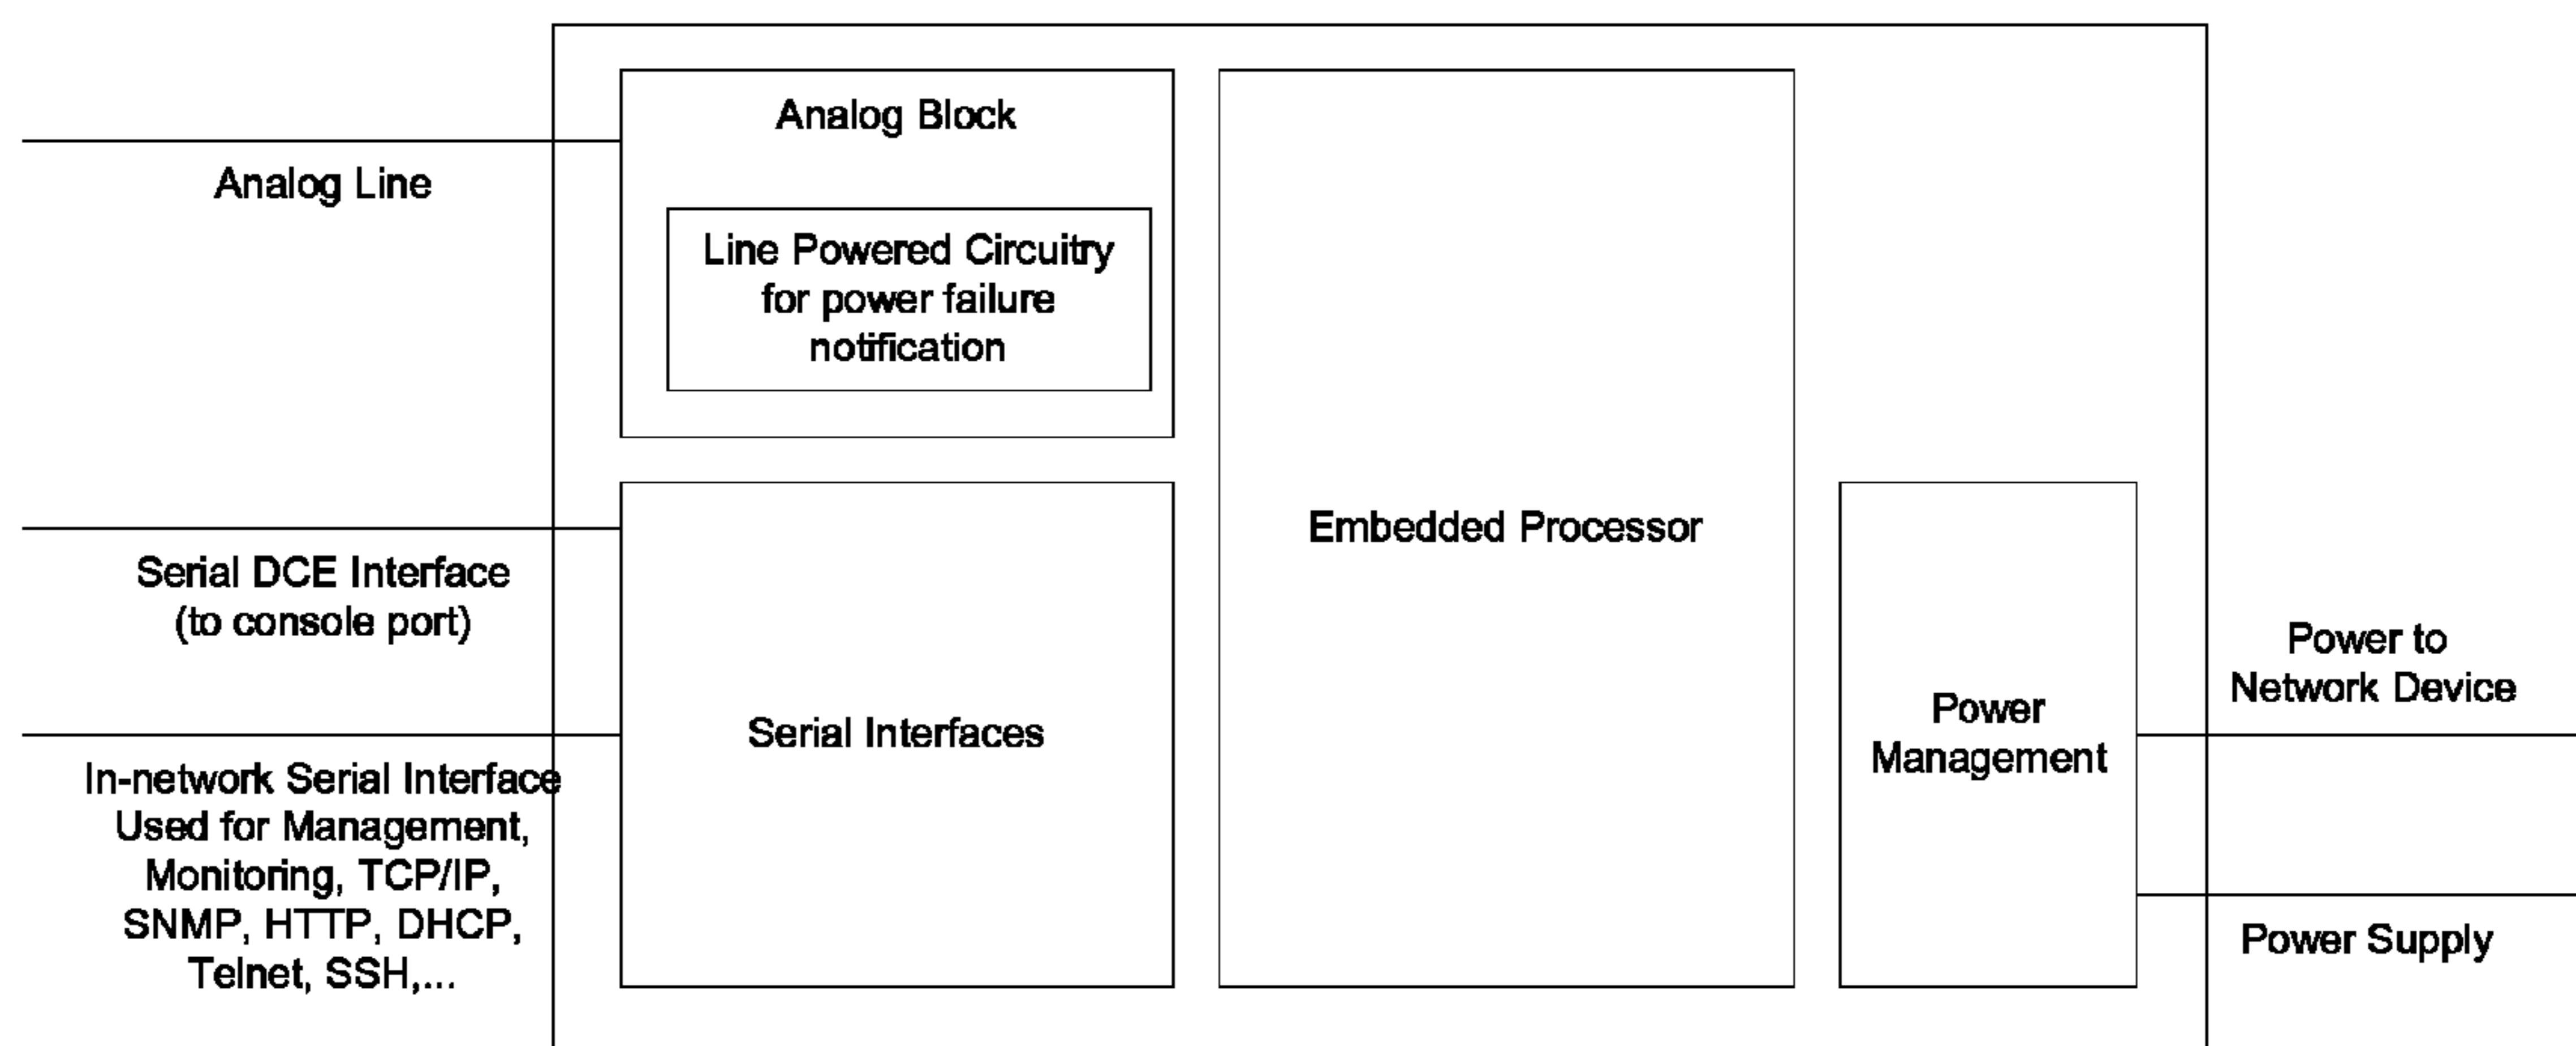 Analog Block
Analog Line
Line Powered Circuitry
for power failure
notification
Serial DCE Interface
(to console port)
In-network Serial Interface
Used for Management,
Monitoring, TCP/IP,
SNMP, HTTP, DHCP,
Telnet, SSH,...
Serial Interfaces
Embedded Processor
Power
Management
Power to
Network Device
Power Supply